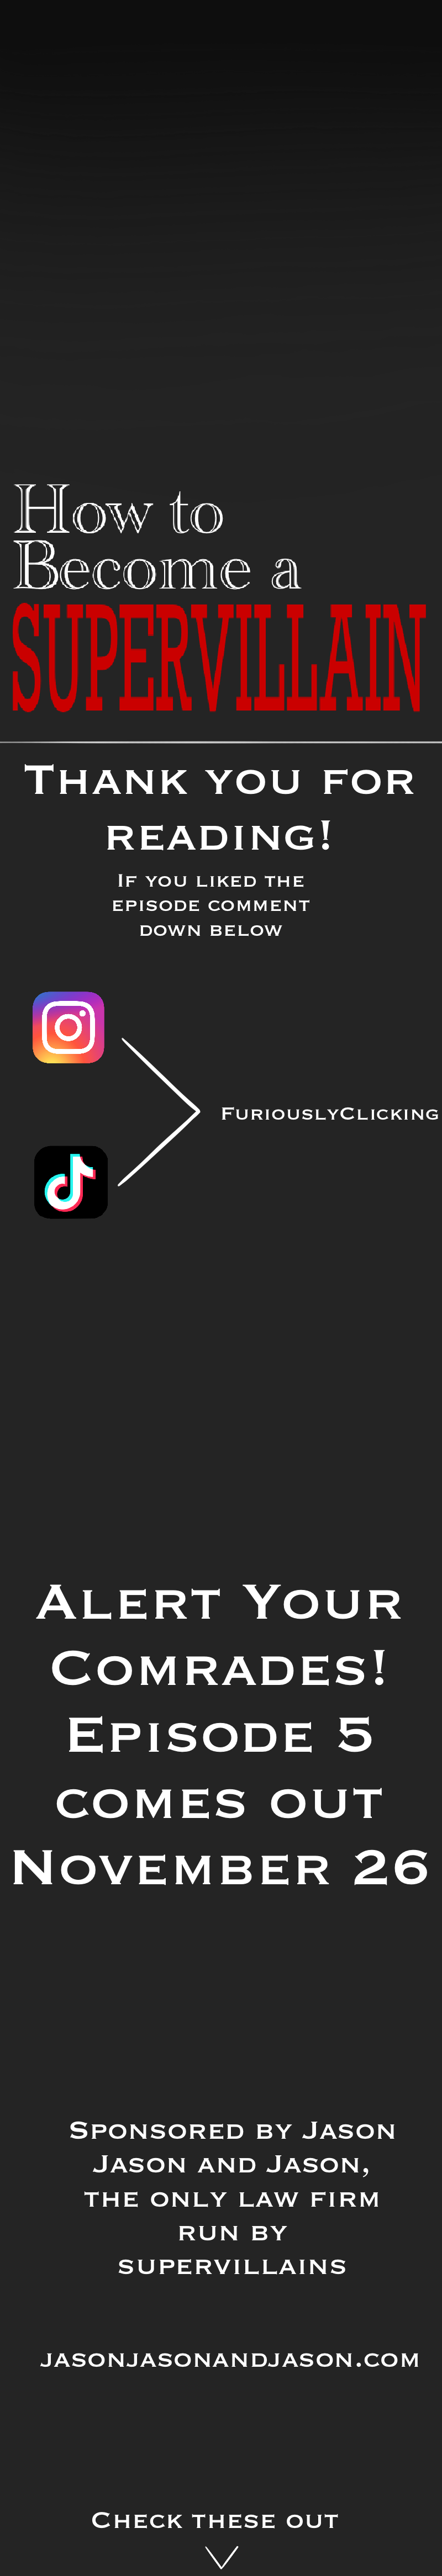 How to
Become a
SUPERVILLAIN
Thank you for
reading!
If you liked the
episode comment
down below
FuriouslyClicking
Alert Your
Comrades!
Episode 5
comes out
November 26
Sponsored by Jason
Jason and Jason,
the only law firm
run by
supervillains
jasonjasonandjason.com
Check these out